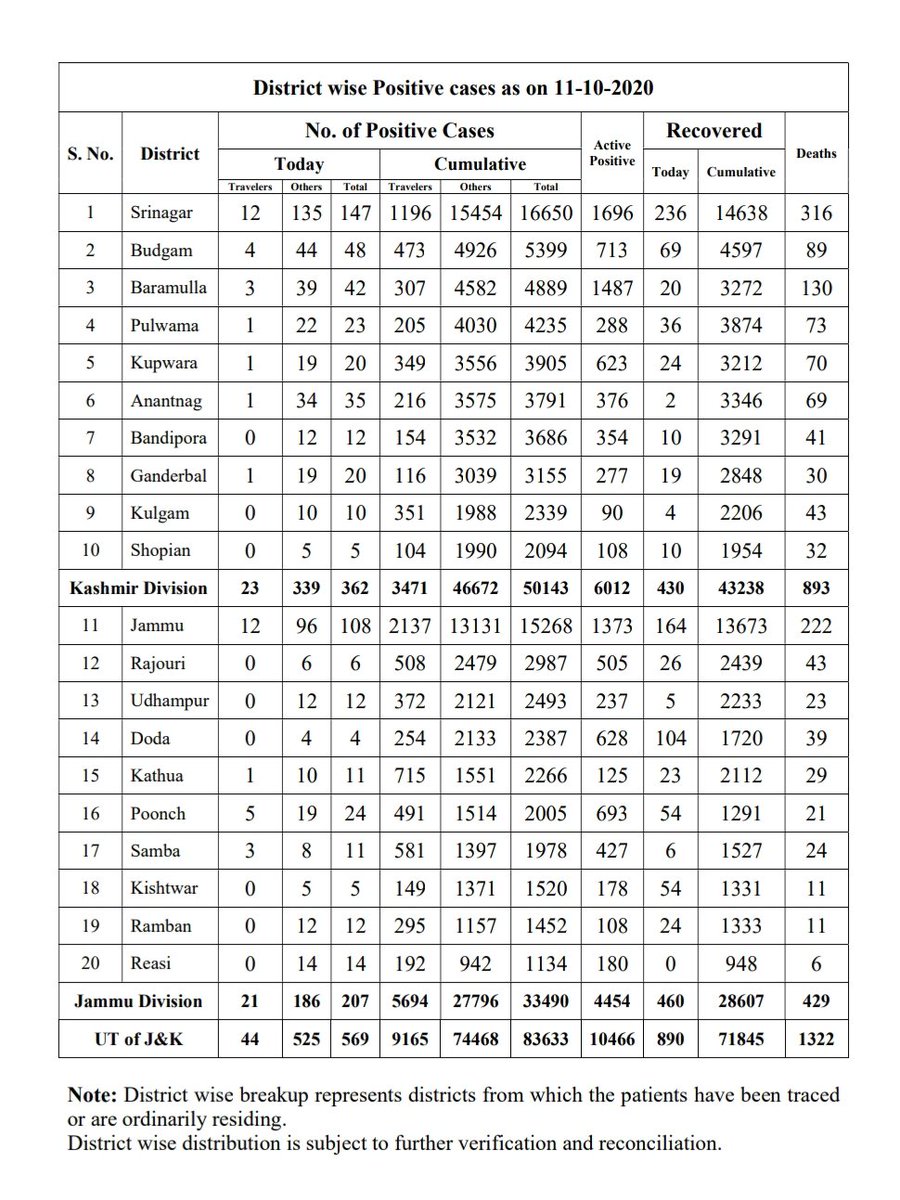 District wise Positive cases as on 11-10-2020
S. No. District No. of Positive Cases Active Positive Recovered Deaths
Today Cumulative Today Cumulative
Travelers Others Total Travelers Others Total
1 Srinagar 12 135 147 1196 15454 16650 1696 236 14638 316
2 Budgam 4 44 48 473 4926 5399 713 69 4597 89
3 Baramulla 3 39 42 307 4582 4889 1487 20 3272 130
4 Pulwama 1 22 23 205 4030 4235 288 36 3874 73
5 Kupwara 1 19 20 349 3556 3905 623 24 3212 70
6 Anantnag 1 34 35 216 3575 3791 376 2 3346 69
7 Bandipora 0 12 12 154 3532 3686 354 10 3291 41
8 Ganderbal 1 19 20 116 3039 3155 277 19 2848 30
9 Kulgam 0 10 10 351 1988 2339 90 4 2206 43
10 Shopian 0 5 5 104 1990 2094 108 10 1954 32
Kashmir Division 23 339 362 3471 46672 50143 6012 430 43238 893
11 Jammu 12 96 108 2137 13131 15268 1373 164 13673 222
12 Rajouri 0 6 6 508 2479 2987 505 26 2439 43
13 Udhampur 0 12 12 372 2121 2493 237 5 2233 23
14 Doda 0 4 4 254 2133 2387 628 104 1720 39
15 Kathua 1 10 11 715 1551 2266 125 23 2112 29
16 Poonch 5 19 24 491 1514 2005 693 54 1291 21
17 Samba 3 8 11 581 1397 1978 427 6 1527 24
18 Kishtwar 0 5 5 149 1371 1520 178 54 1331 11
19 Ramban 0 12 12 295 1157 1452 108 24 1333 11
20 Reasi 0 14 14 192 942 1134 180 0 948 6
Jammu Division 21 186 207 5694 27796 33490 4454 460 28607 429
UT of J&K 44 525 569 9165 74468 83633 10466 890 71845 1322
Note: District wise breakup represents districts from which the patients have been traced
or are ordinarily residing.
District wise distribution is subject to further verification and reconciliation.